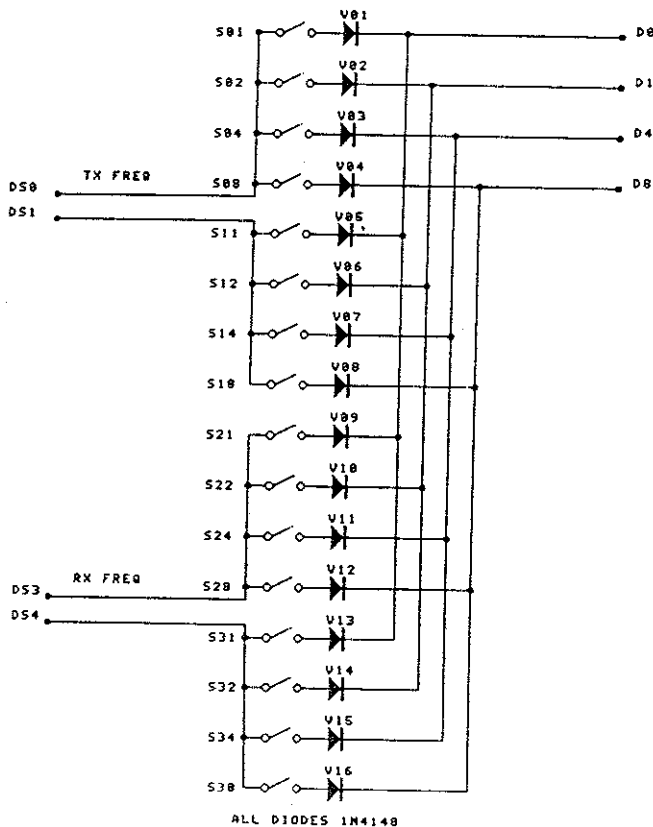 V01
S01 D0
V02
S02 D1
V03
S04 D4
V04
TX FREQ S08 D8
DS0
DS1 V05
S11
V06
S12
V07
S14
V08
S18
V09
S21
V10
S22
V11
S24
V12
RX FREQ S28
DS3
DS4 V13
S31
V14
S32
V15
S34
V16
S38
ALL DIODES 1N4148